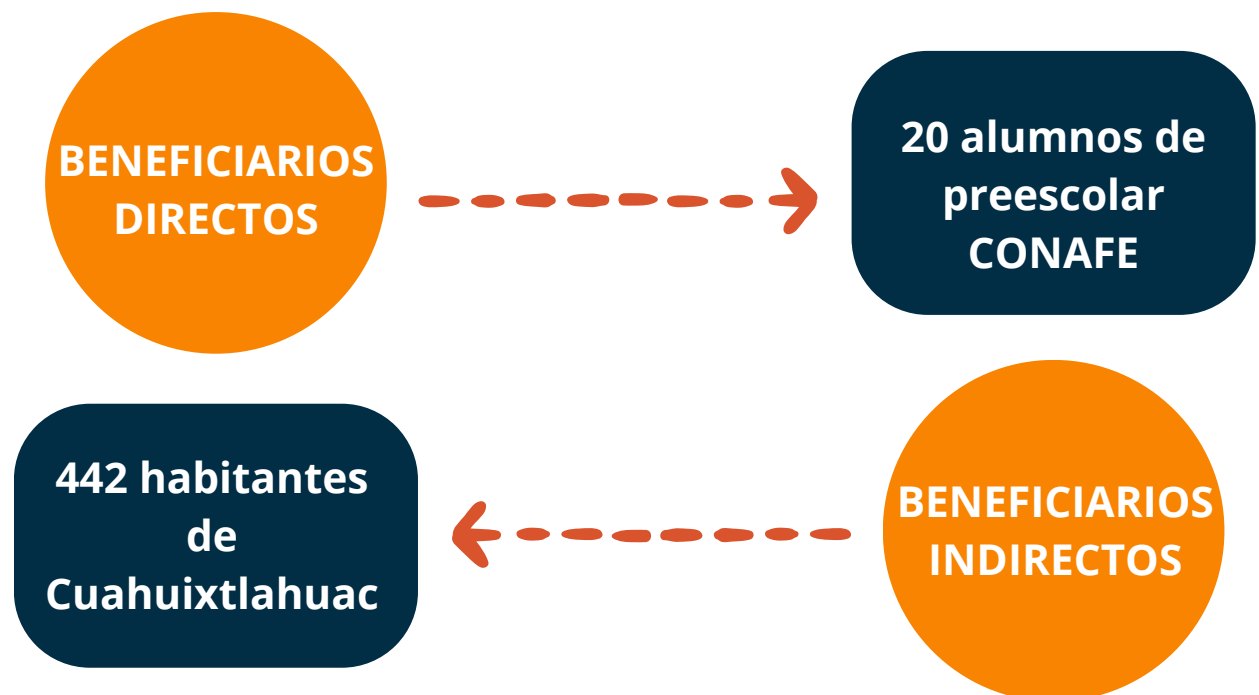 BENEFICIARIOS
DIRECTOS
20 alumnos de
preescolar
CONAFE
442 habitantes
de
Cuahuixtlahuac
BENEFICIARIOS
INDIRECTOS